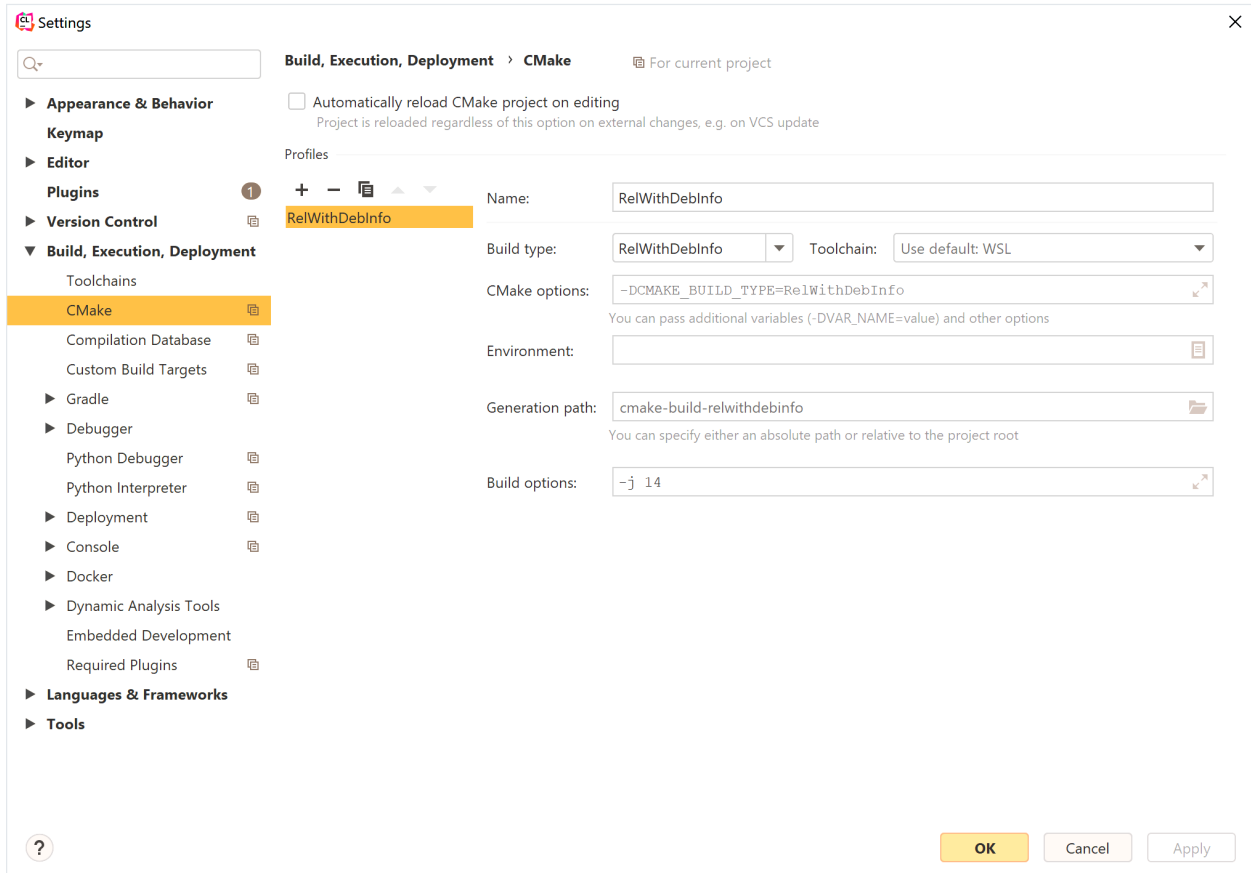 Settings
Appearance & Behavior
Keymap
Editor
Plugins 1
Version Control
Build, Execution, Deployment
Toolchains
CMake
Compilation Database
Custom Build Targets
Gradle
Debugger
Python Debugger
Python Interpreter
Deployment
Console
Docker
Dynamic Analysis Tools
Embedded Development
Required Plugins
Languages & Frameworks
Tools
?
Build, Execution, Deployment › CMake For current project
Automatically reload CMake project on editing
Project is reloaded regardless of this option on external changes, e.g. on VCS update
Profiles
RelWithDebInfo
Name: RelWithDebInfo
Build type: RelWithDebInfo Toolchain: Use default: WSL
CMake options: -DCMAKE_BUILD_TYPE=RelWithDebInfo
You can pass additional variables (-DVAR_NAME=value) and other options
Environment:
Generation path: cmake-build-relwithdebinfo
You can specify either an absolute path or relative to the project root
Build options: -j 14
OK Cancel Apply